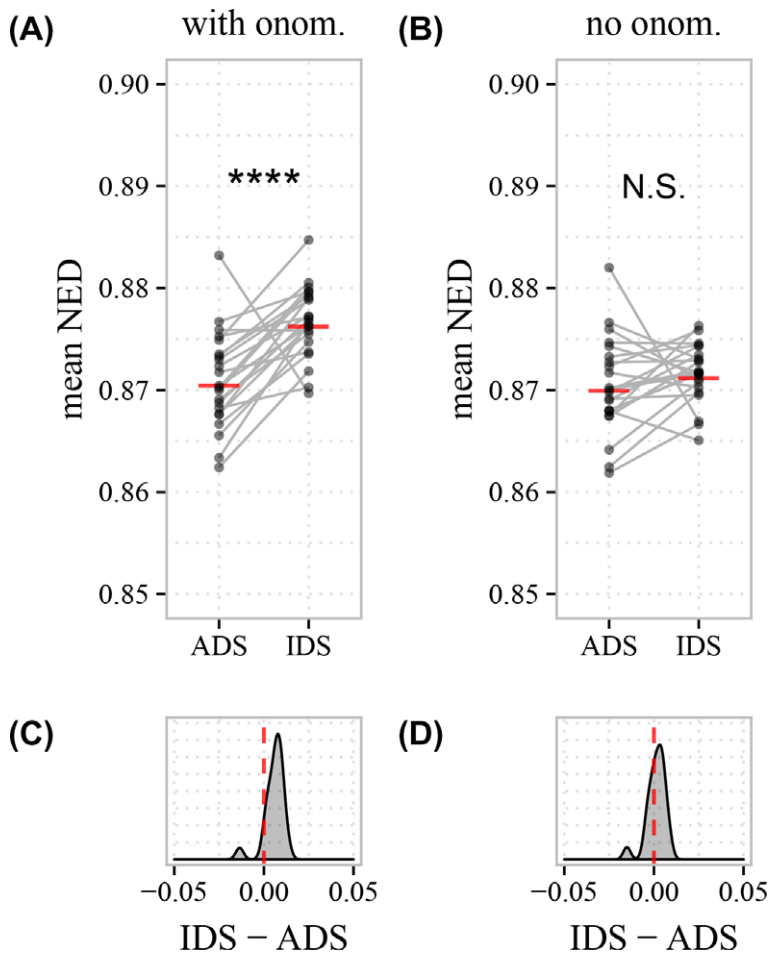 (A) with onom. (B) no onom.
0.90 0.90
0.89 **** 0.89 N.S.
0.88 0.88
mean NED mean NED
0.87 0.87
0.86 0.86
0.85 0.85
ADS IDS ADS IDS
(C) (D)
−0.05 0.00 0.05 −0.05 0.00 0.05
IDS − ADS IDS − ADS